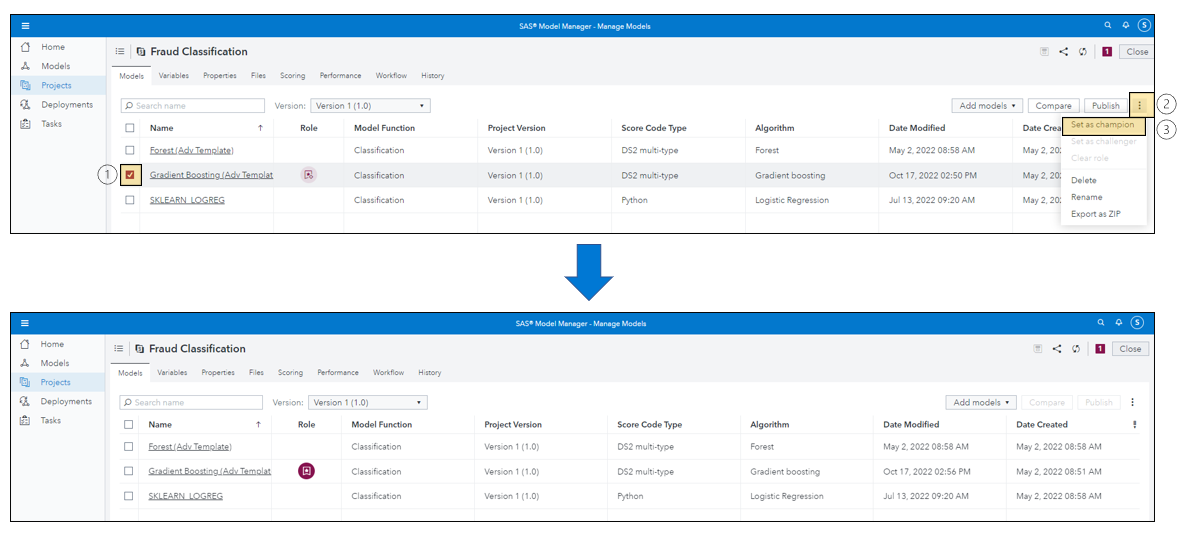 SAS® Model Manager - Manage Models S
Home
Models
Projects
Deployments
Tasks
Fraud Classification 1 Close
Models Variables Properties Files Scoring Performance Workflow History
Search name Version: Version 1 (1.0) Add models Compare Publish 2
Name Role Model Function Project Version Score Code Type Algorithm Date Modified Date Crea
Set as champion 3
Set as challenger
Clear role
Delete
Rename
Export as ZIP
Forest (Adv Template) Classification Version 1 (1.0) DS2 multi-type Forest May 2, 2022 08:58 AM May 2, 20
1 Gradient Boosting (Adv Templat Classification Version 1 (1.0) DS2 multi-type Gradient boosting Oct 17, 2022 02:50 PM May 2, 20
SKLEARN_LOGREG Classification Version 1 (1.0) Python Logistic Regression Jul 13, 2022 09:20 AM May 2, 20
SAS® Model Manager - Manage Models S
Home
Models
Projects
Deployments
Tasks
Fraud Classification 1 Close
Models Variables Properties Files Scoring Performance Workflow History
Search name Version: Version 1 (1.0) Add models Compare Publish
Name Role Model Function Project Version Score Code Type Algorithm Date Modified Date Created
Forest (Adv Template) Classification Version 1 (1.0) DS2 multi-type Forest May 2, 2022 08:58 AM May 2, 2022 08:58 AM
Gradient Boosting (Adv Templat Classification Version 1 (1.0) DS2 multi-type Gradient boosting Oct 17, 2022 02:56 PM May 2, 2022 08:51 AM
SKLEARN_LOGREG Classification Version 1 (1.0) Python Logistic Regression Jul 13, 2022 09:20 AM May 2, 2022 08:58 AM